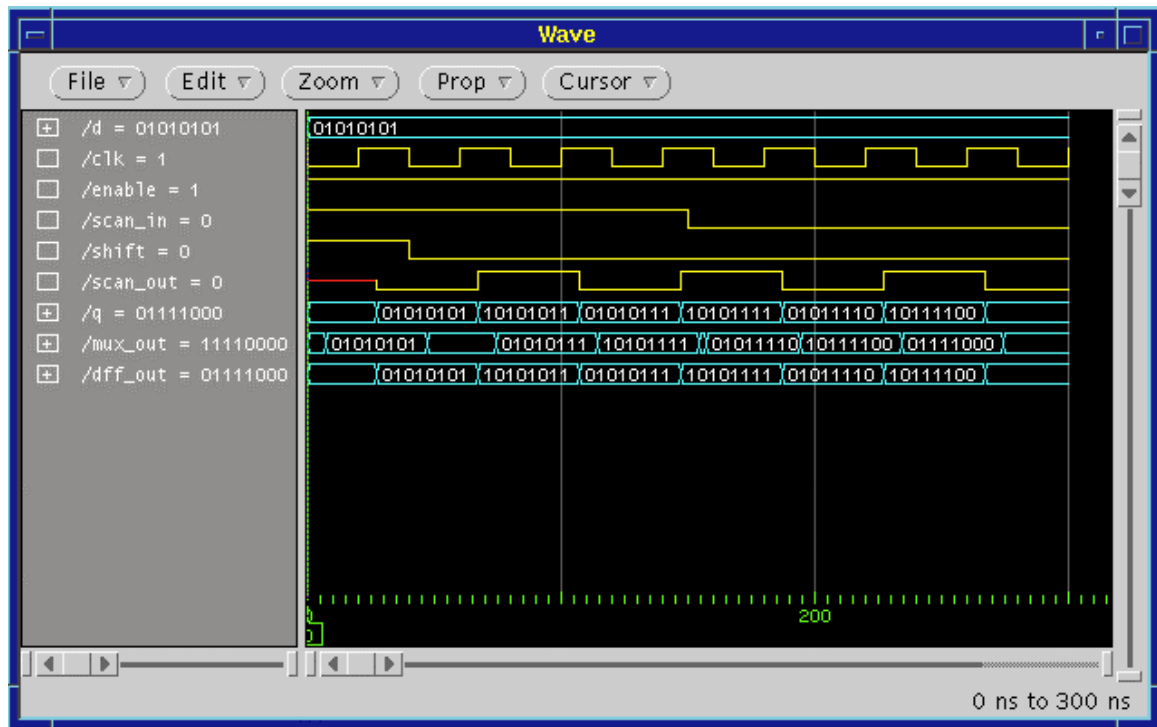 Wave
File Edit Zoom Prop Cursor
/d = 01010101 01010101
/clk = 1
/enable = 1
/scan_in = 0
/shift = 0
/scan_out = 0
/q = 01111000 01010101 10101011 01010111 10101111 01011110 10111100
/mux_out = 11110000 01010101 01010111 10101111 01011110 10111100 01111000
/dff_out = 01111000 01010101 10101011 01010111 10101111 01011110 10111100
200
0 ns to 300 ns